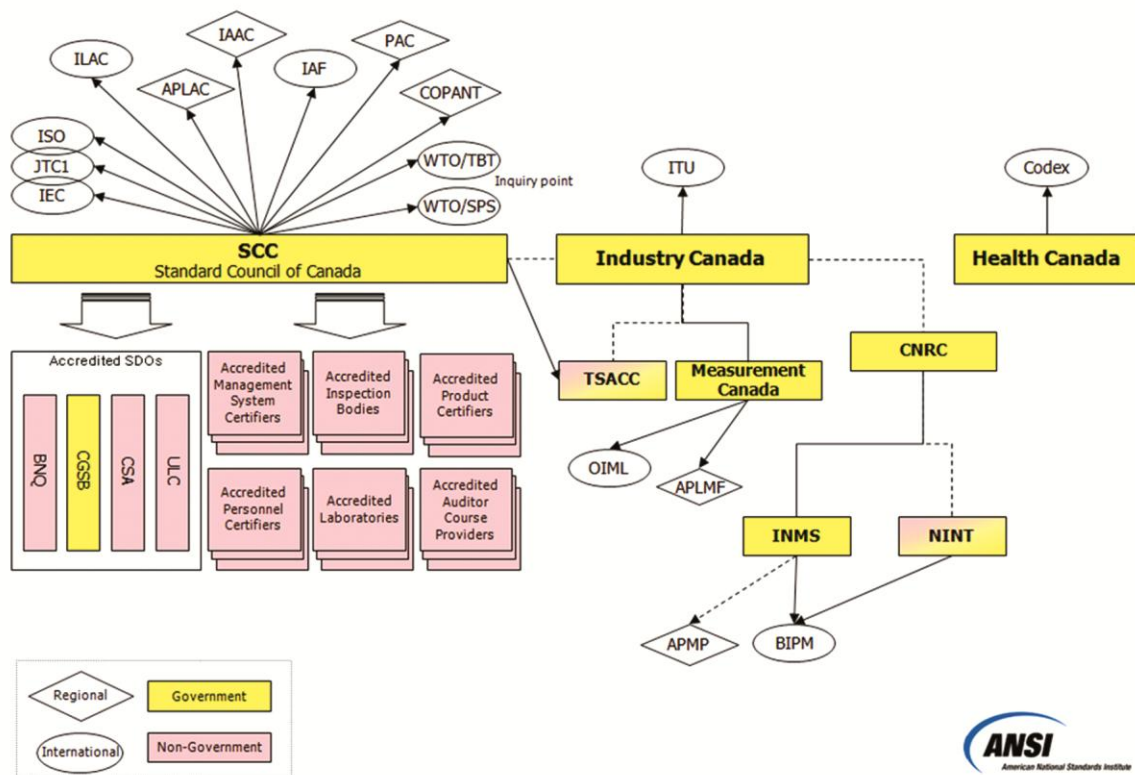 IAAC
PAC
ILAC
IAF
APLAC
COPANT
ISO
JTC1
IEC
WTO/TBT
Inquiry point
WTO/SPS
ITU
Codex
SCC
Standard Council of Canada
Industry Canada
Health Canada
Accredited SDOs
BNQ
CGSB
CSA
ULC
Accredited
Management
System
Certifiers
Accredited
Inspection
Bodies
Accredited
Product
Certifiers
Accredited
Personnel
Certifiers
Accredited
Laboratories
Accredited
Auditor
Course
Providers
TSACC
Measurement
Canada
CNRC
OIML
APLMF
INMS
NINT
APMP
BIPM
Regional
Government
International
Non-Government
ANSI
American National Standards Institute